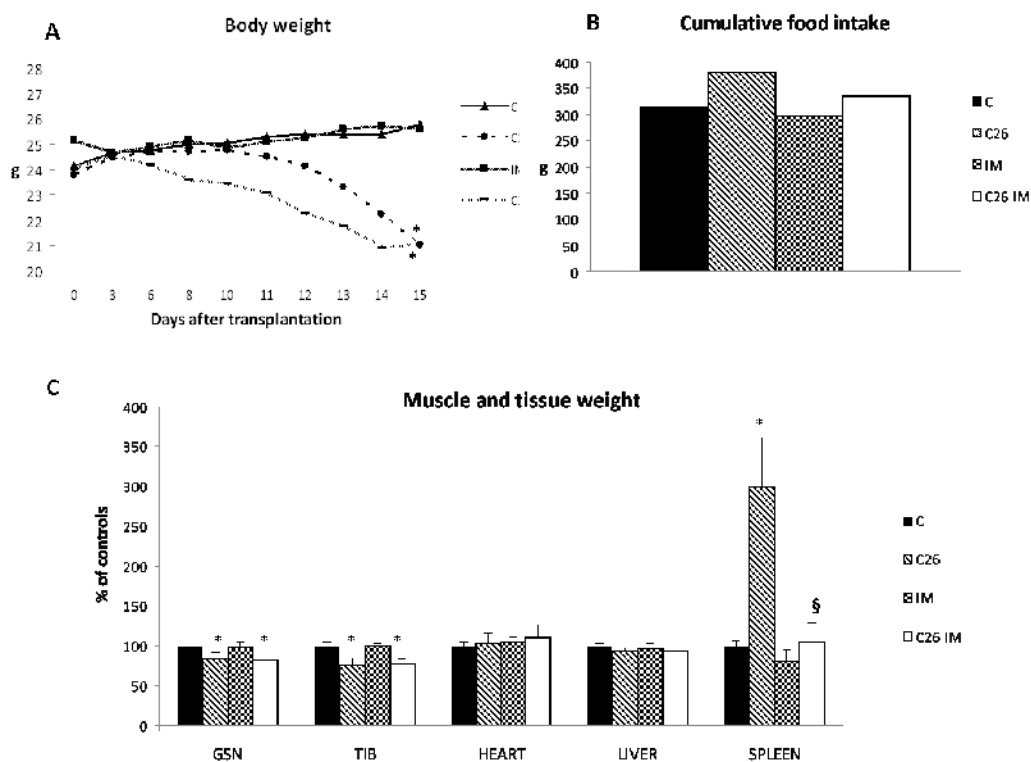 A
Body weight
28
27
26
25
24
23
22
21
20
g
0 3 6 8 10 11 12 13 14 15
Days after transplantation
*
*
C
B
Cumulative food intake
400
350
300
250
200
150
100
50
0
g
C
C26
IM
C26 IM
C
Muscle and tissue weight
400
350
300
250
200
150
100
50
0
% of controls
* * * * * §
GSN TIB HEART LIVER SPLEEN
C
C26
IM
C26 IM